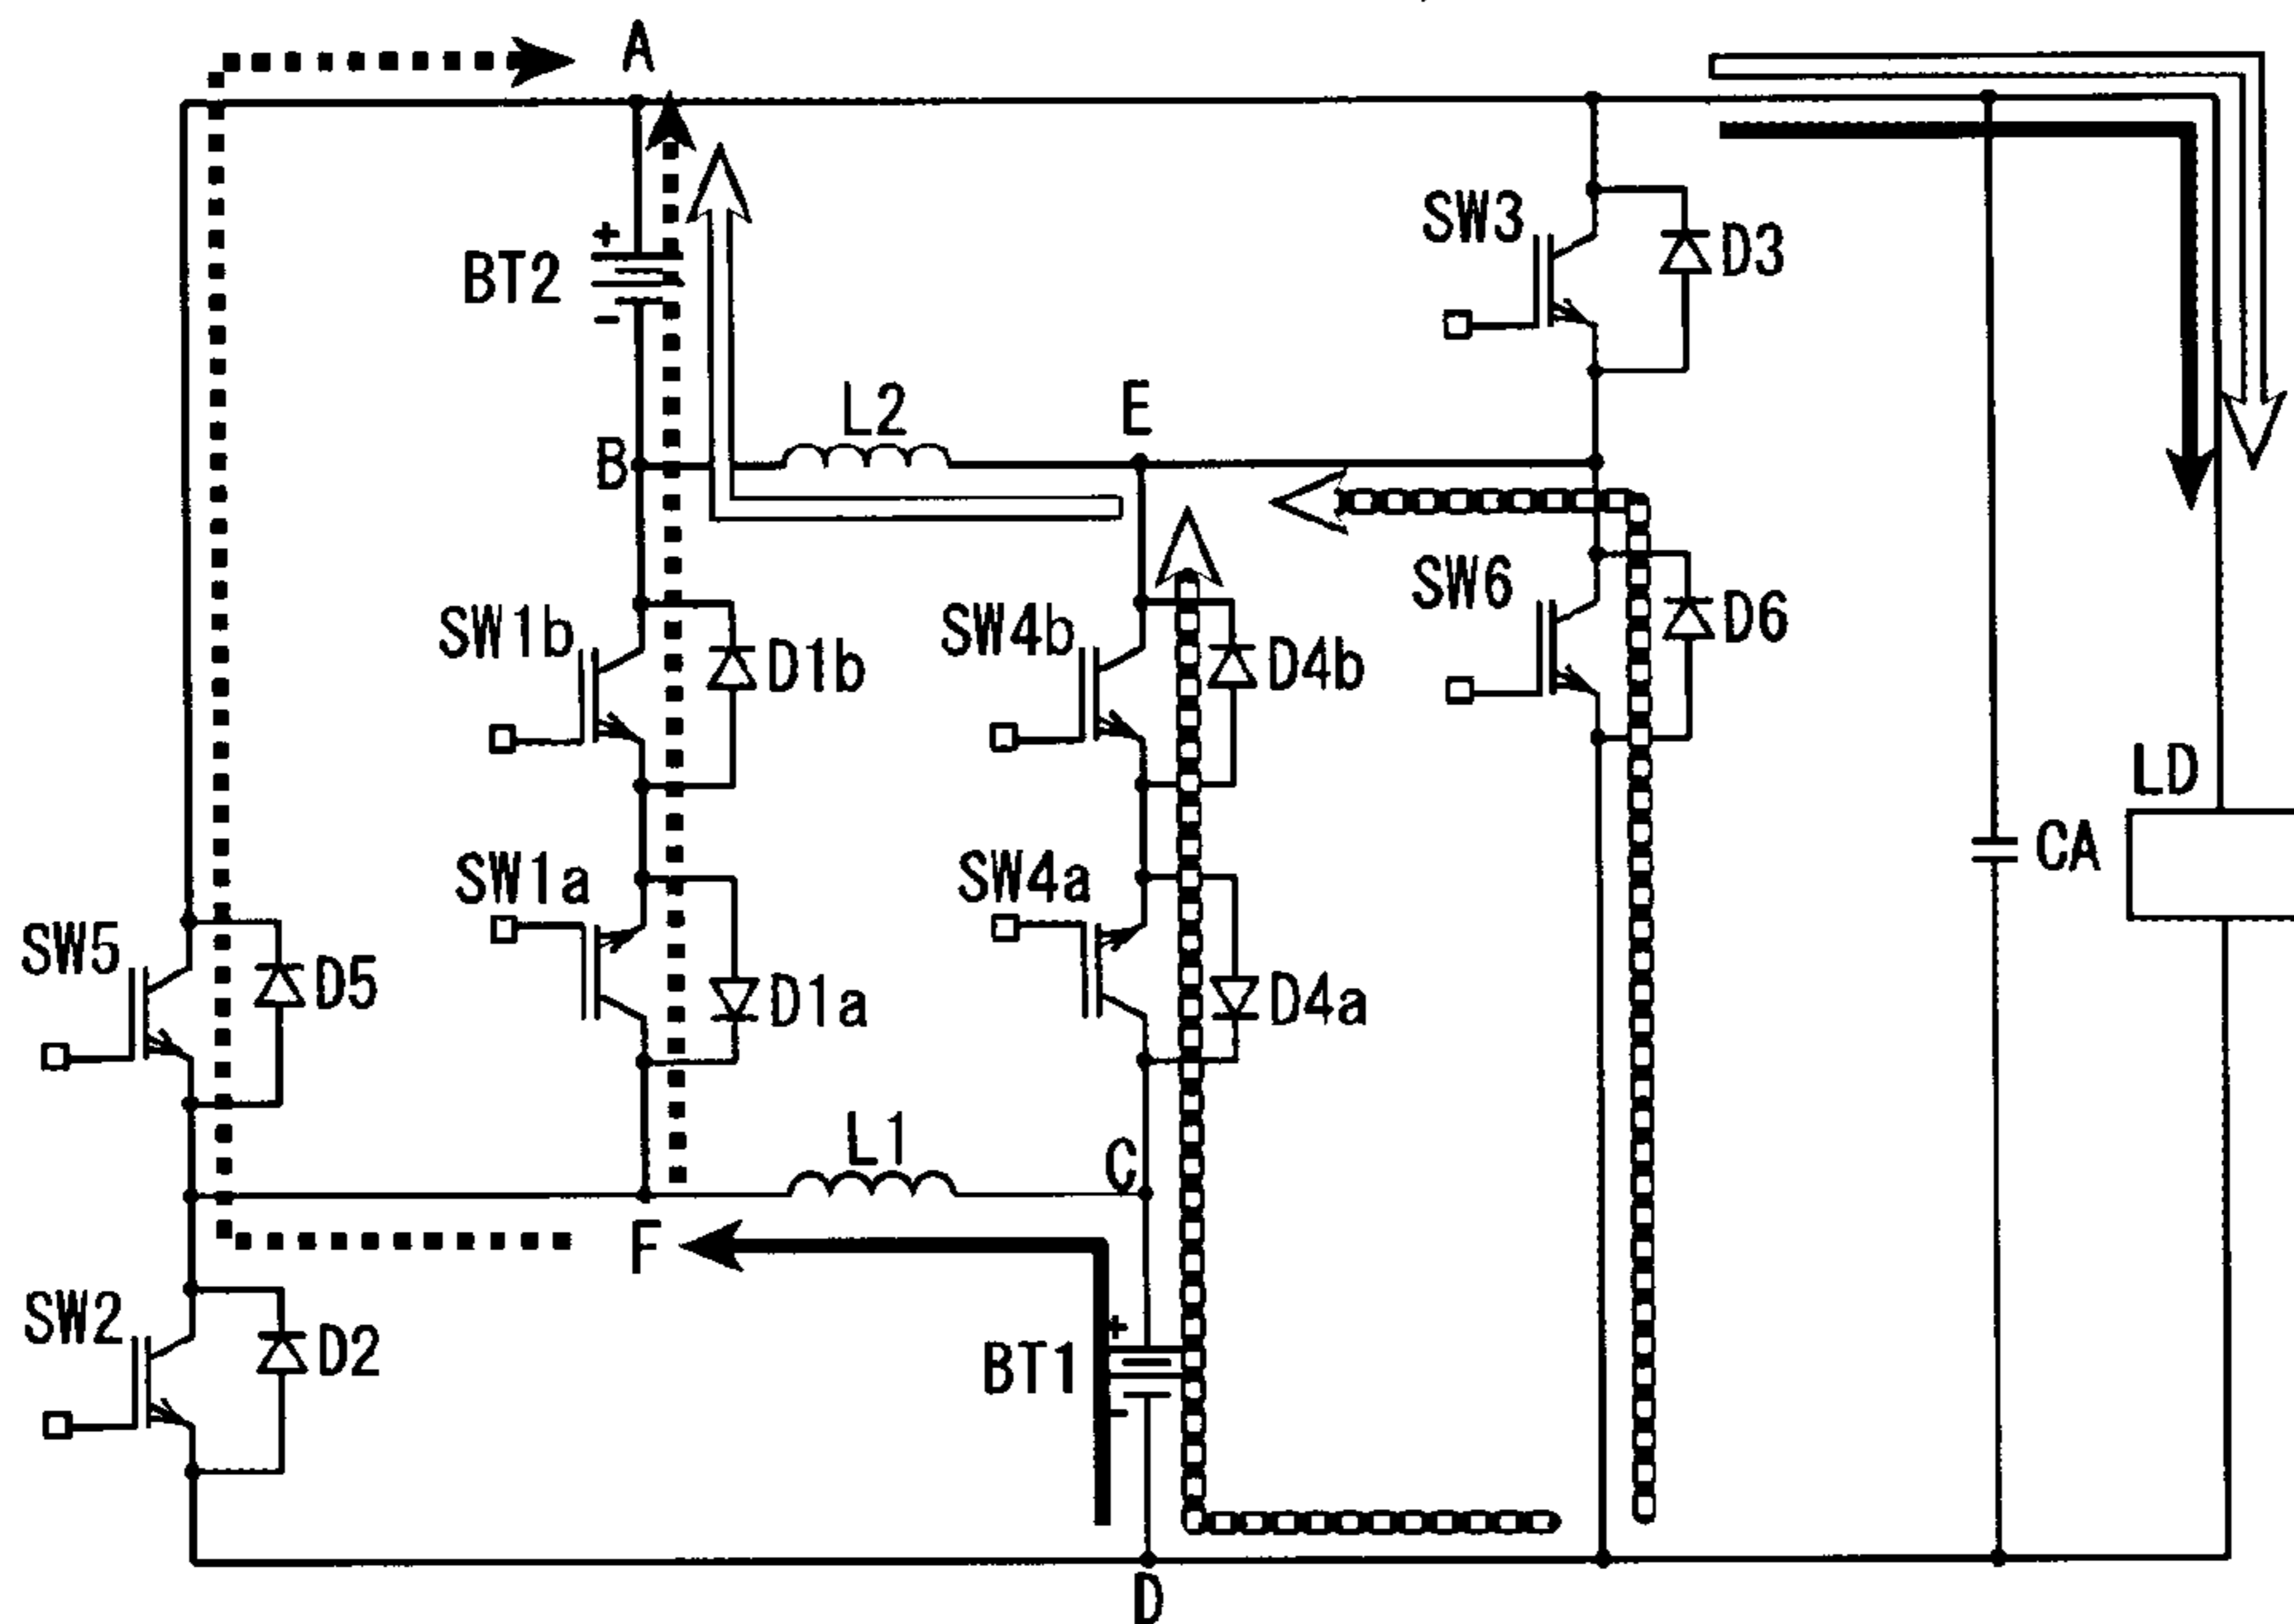 A
SW3
D3
+
BT2
-
L2
E
B
SW6
D6
SW1b
D1b
SW4b
D4b
LD
CA
SW1a
D1a
SW4a
D4a
SW5
D5
L1
C
F
SW2
D2
+
BT1
-
D